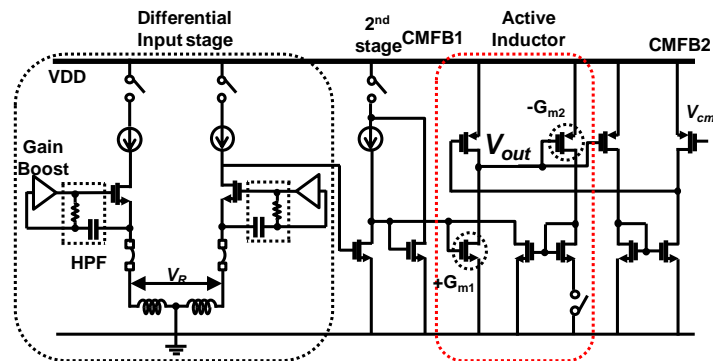 Differential
Input stage
2nd
stage
CMFB1
Active
Inductor
CMFB2
VDD
Gain
Boost
HPF
VR
Vout
-Gm2
+Gm1
Vcm